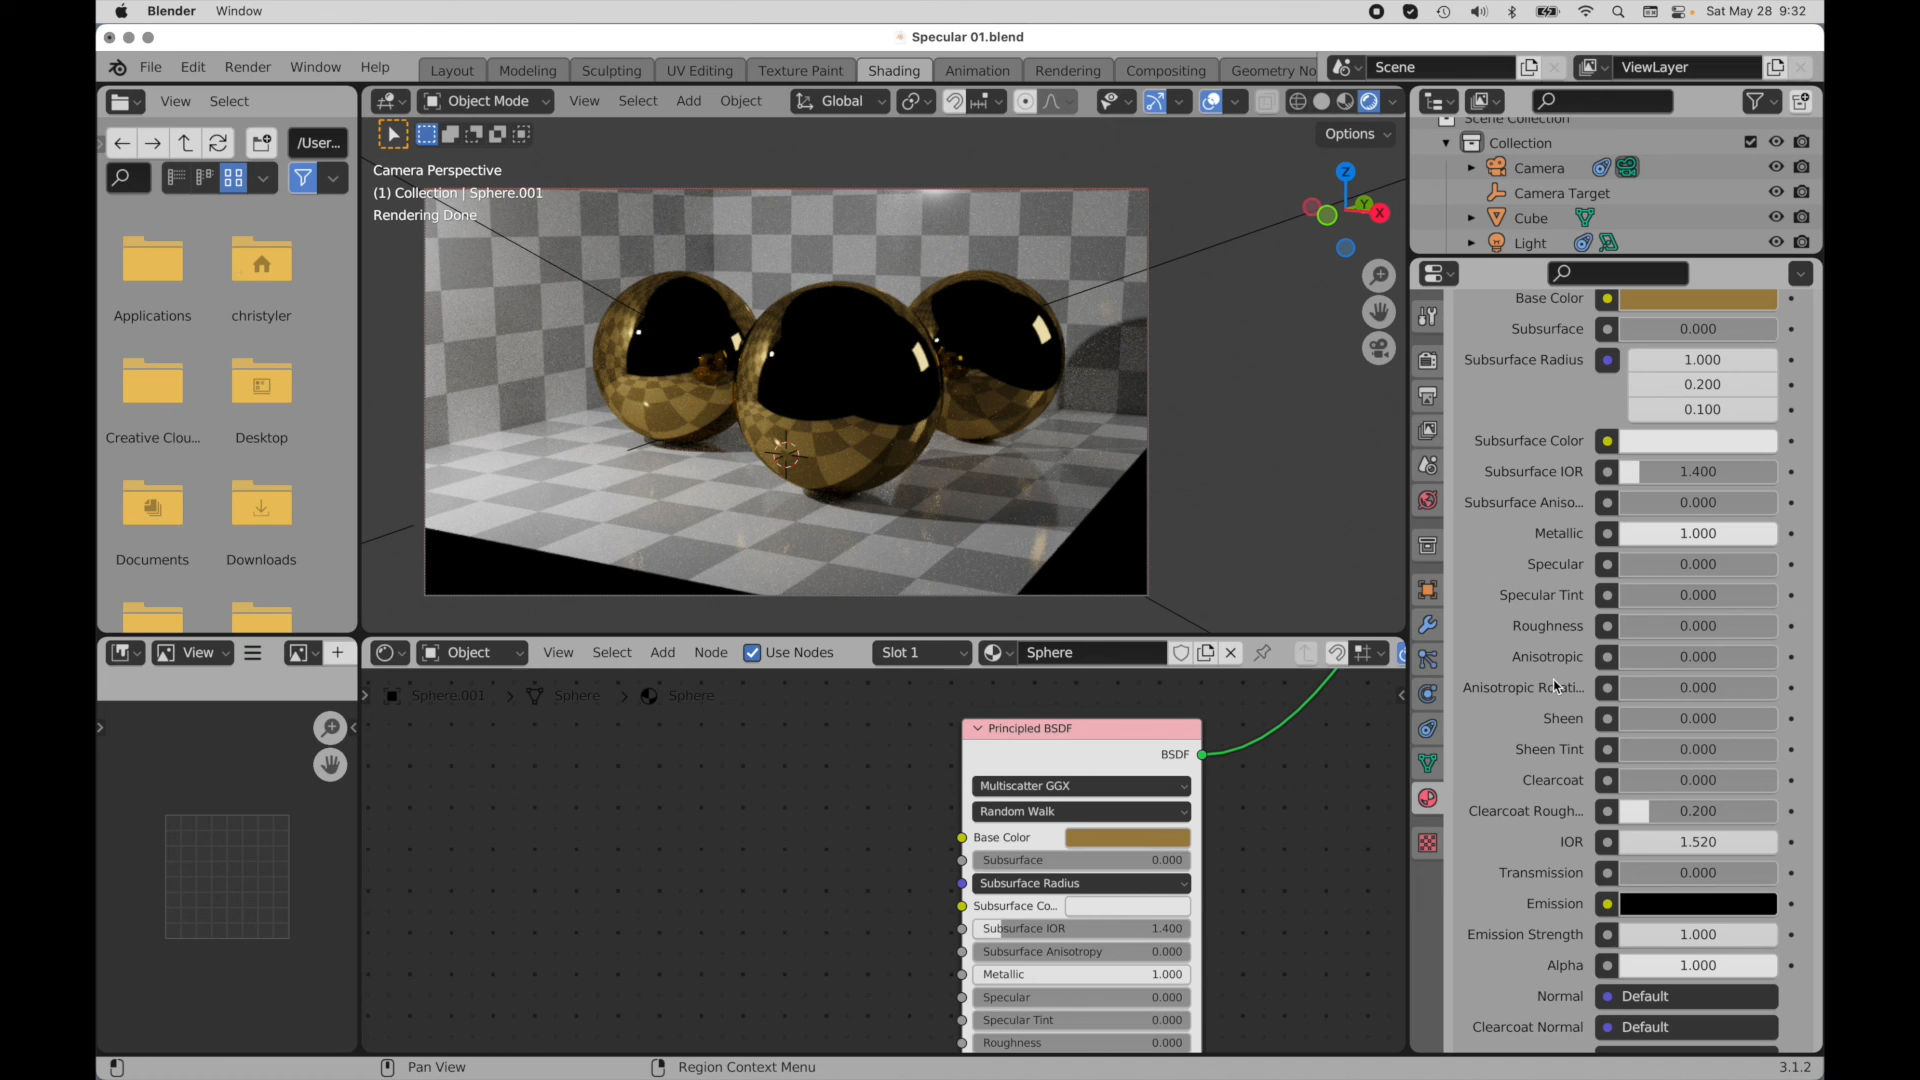 Blender Window
Sat May 28 9:32
Specular 01.blend
File Edit Render Window Help
Layout Modeling Sculpting UV Editing Texture Paint Shading Animation Rendering Compositing Geometry No
Scene
ViewLayer
View Select
Object Mode
View Select Add Object
Global
/User...
Options
Camera Perspective
(1) Collection | Sphere.001
Rendering Done
X
Y
Z
Applications
christyler
Creative Clou...
Desktop
Documents
Downloads
Scene Collection
Collection
Camera
Camera Target
Cube
Light
Base Color
Subsurface 0.000
Subsurface Radius 1.000
0.200
0.100
Subsurface Color
Subsurface IOR 1.400
Subsurface Aniso... 0.000
Metallic 1.000
Specular 0.000
Specular Tint 0.000
Roughness 0.000
Anisotropic 0.000
Anisotropic Rotati... 0.000
Sheen 0.000
Sheen Tint 0.000
Clearcoat 0.000
Clearcoat Rough... 0.200
IOR 1.520
Transmission 0.000
Emission
Emission Strength 1.000
Alpha 1.000
Normal Default
Clearcoat Normal Default
View
Object
View Select Add Node Use Nodes
Slot 1
Sphere
Sphere.001 > Sphere > Sphere
Principled BSDF
BSDF
Multiscatter GGX
Random Walk
Base Color
Subsurface 0.000
Subsurface Radius
Subsurface Co...
Subsurface IOR 1.400
Subsurface Anisotropy 0.000
Metallic 1.000
Specular 0.000
Specular Tint 0.000
Roughness 0.000
Pan View
Region Context Menu
3.1.2